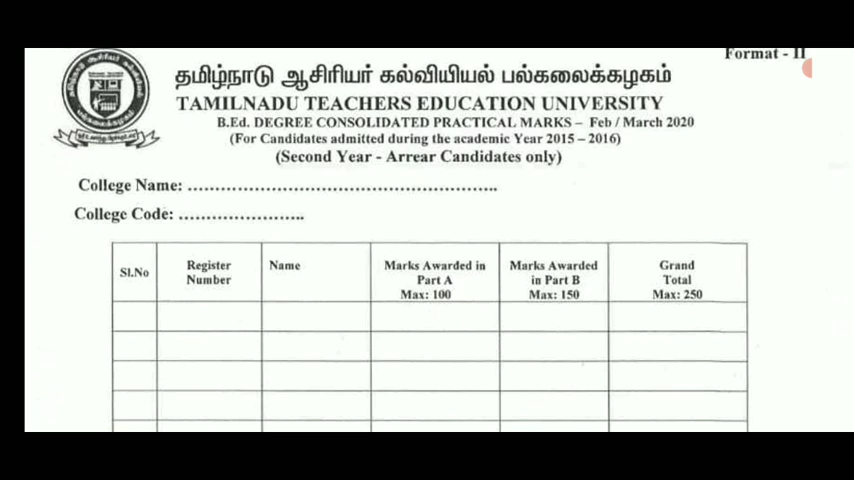 Format - II
தமிழ்நாடு ஆசிரியர் கல்வியியல் பல்கலைக்கழகம்
TAMILNADU TEACHERS EDUCATION UNIVERSITY
B.Ed. DEGREE CONSOLIDATED PRACTICAL MARKS – Feb / March 2020
(For Candidates admitted during the academic Year 2015 – 2016)
(Second Year - Arrear Candidates only)
College Name: ........................................................
College Code: .......................
Sl.No
Register
Number
Name
Marks Awarded in
Part A
Max: 100
Marks Awarded
in Part B
Max: 150
Grand
Total
Max: 250